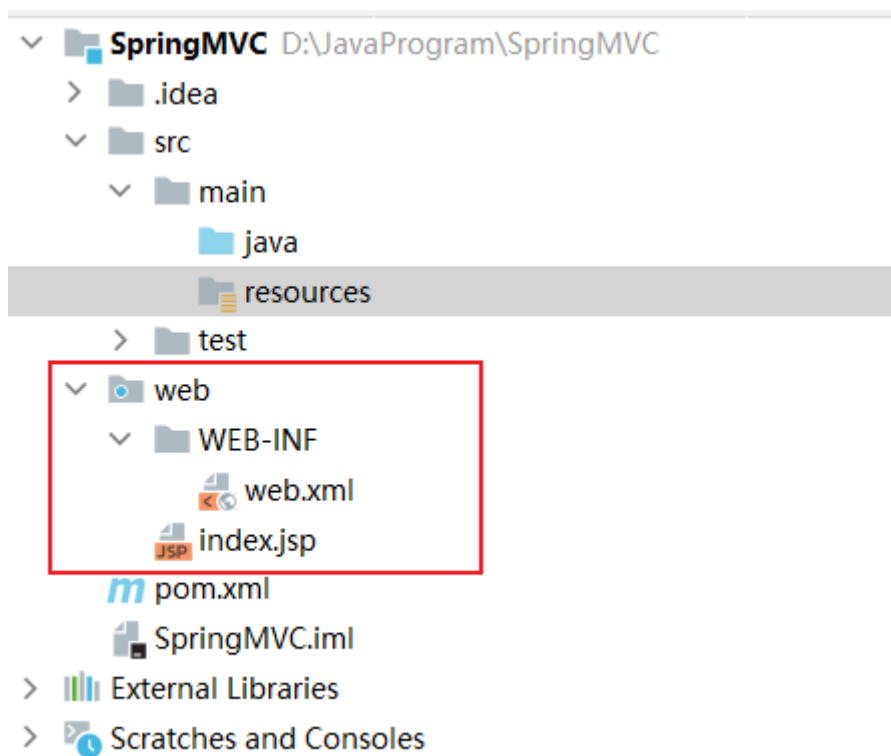 SpringMVC D:\JavaProgram\SpringMVC
.idea
src
main
java
resources
test
web
WEB-INF
web.xml
JSP index.jsp
m pom.xml
SpringMVC.iml
External Libraries
Scratches and Consoles